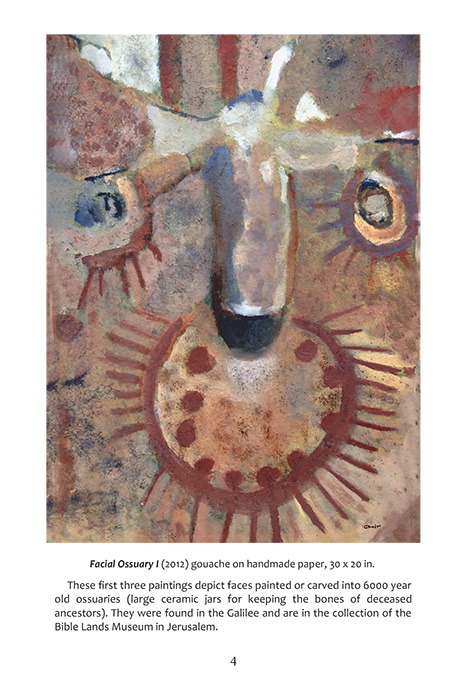 Facial Ossuary I (2012) gouache on handmade paper, 30 x 20 in.
These first three paintings depict faces painted or carved into 6000 year
old ossuaries (large ceramic jars for keeping the bones of deceased
ancestors). They were found in the Galilee and are in the collection of the
Bible Lands Museum in Jerusalem.
4